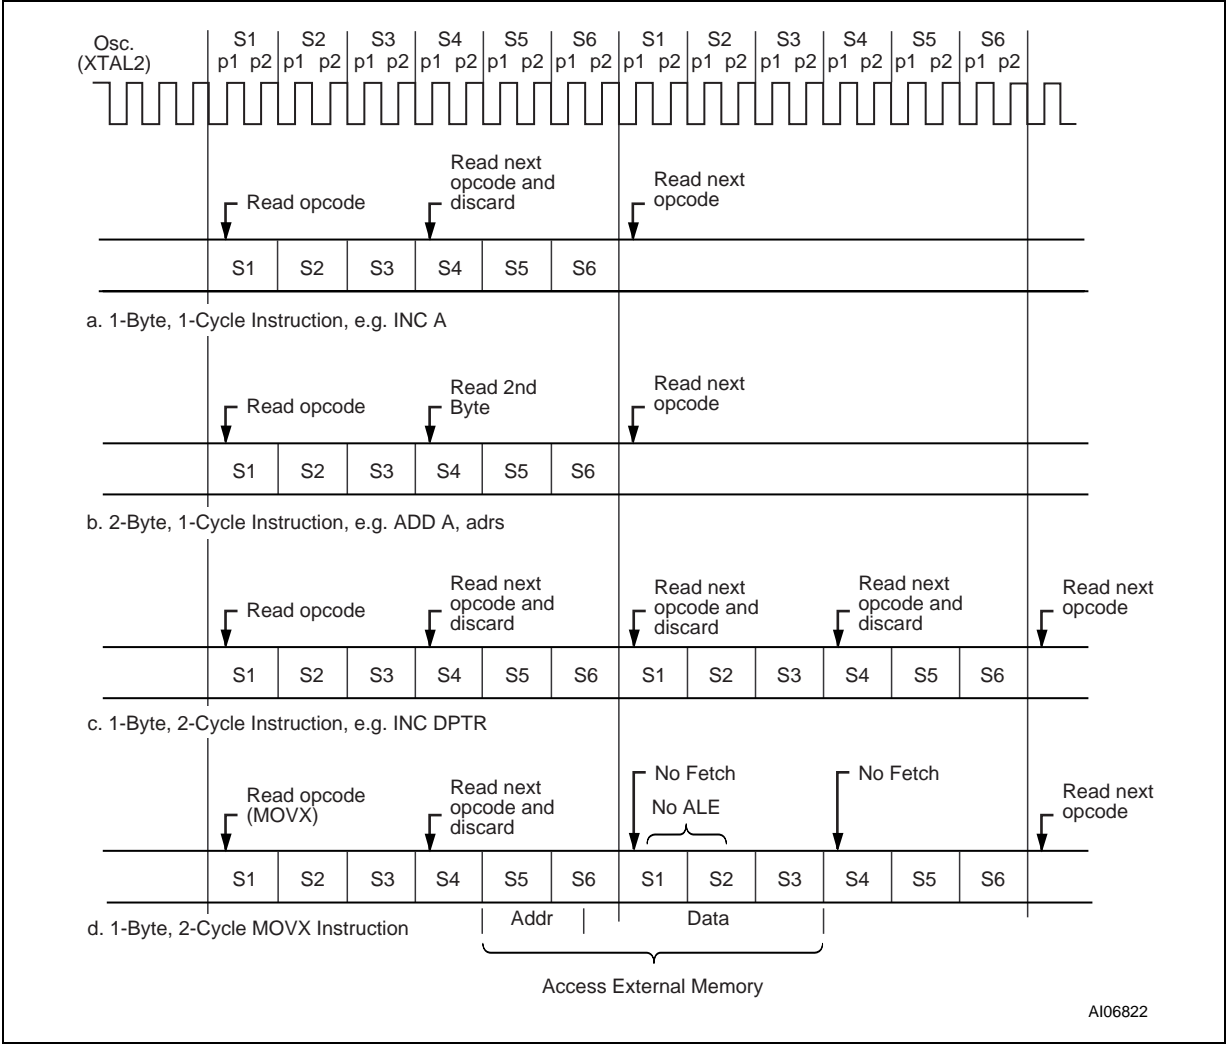 Osc.
(XTAL2)
S1 S2 S3 S4 S5 S6 S1 S2 S3 S4 S5 S6
p1 p2 p1 p2 p1 p2 p1 p2 p1 p2 p1 p2 p1 p2 p1 p2 p1 p2 p1 p2 p1 p2 p1 p2
Read opcode
Read next
opcode and
discard
Read next
opcode
S1 S2 S3 S4 S5 S6
a. 1-Byte, 1-Cycle Instruction, e.g. INC A
Read opcode
Read 2nd
Byte
Read next
opcode
S1 S2 S3 S4 S5 S6
b. 2-Byte, 1-Cycle Instruction, e.g. ADD A, adrs
Read opcode
Read next
opcode and
discard
Read next
opcode and
discard
Read next
opcode and
discard
Read next
opcode
S1 S2 S3 S4 S5 S6 S1 S2 S3 S4 S5 S6
c. 1-Byte, 2-Cycle Instruction, e.g. INC DPTR
Read opcode
(MOVX)
Read next
opcode and
discard
No Fetch
No ALE
No Fetch
Read next
opcode
S1 S2 S3 S4 S5 S6 S1 S2 S3 S4 S5 S6
d. 1-Byte, 2-Cycle MOVX Instruction
Addr
Data
Access External Memory
AI06822